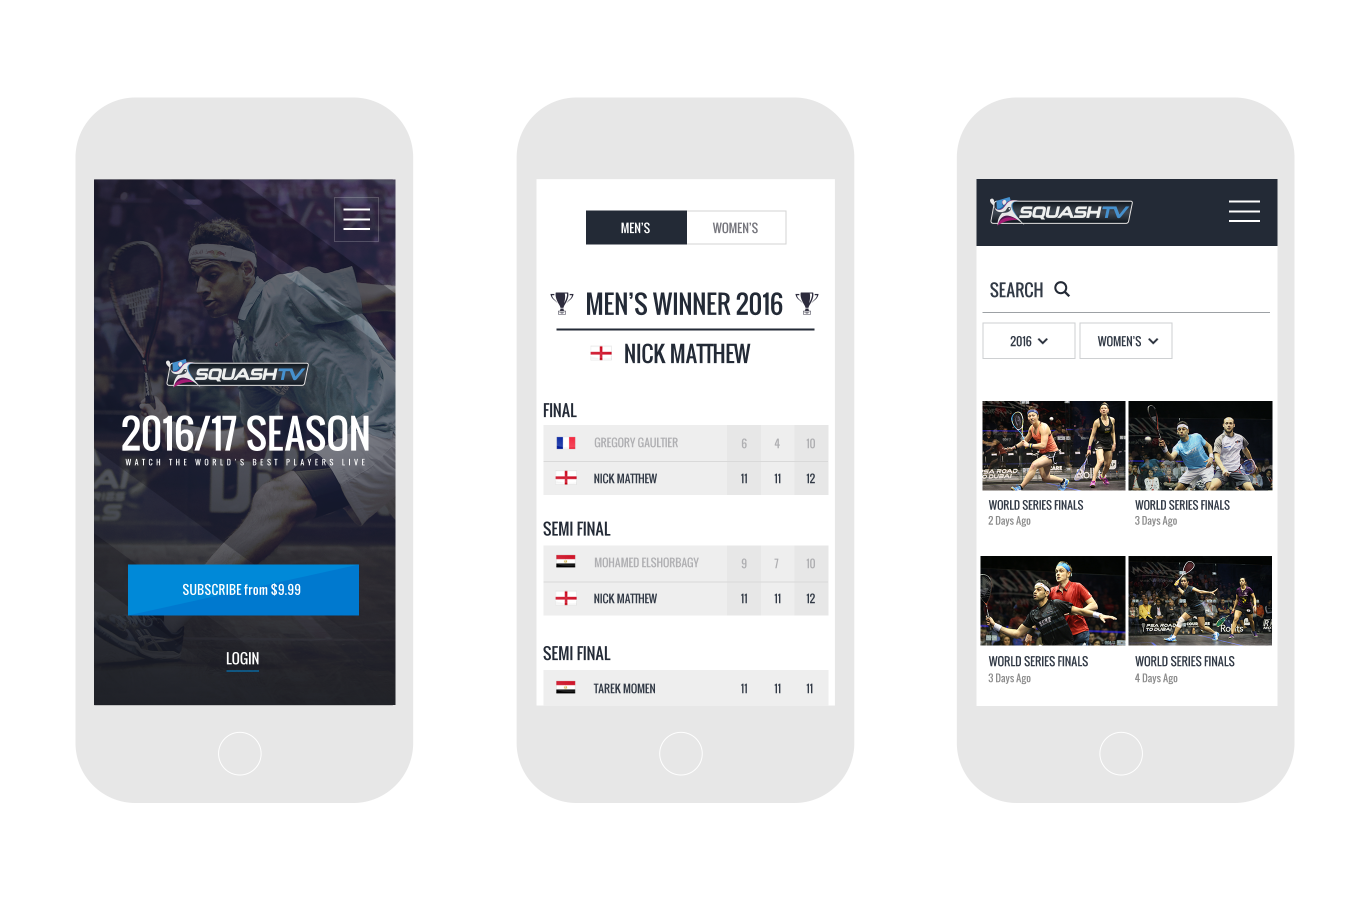 SQUASHTV
2016/17 SEASON
WATCH THE WORLD'S BEST PLAYERS LIVE
SUBSCRIBE from $9.99
LOGIN
MEN'S WOMEN'S
MEN'S WINNER 2016
NICK MATTHEW
FINAL
GREGORY GAULTIER 6 4 10
NICK MATTHEW 11 11 12
SEMI FINAL
MOHAMED ELSHORBAGY 9 7 10
NICK MATTHEW 11 11 12
SEMI FINAL
TAREK MOMEN 11 11 11
SQUASHTV
SEARCH
2016 WOMEN'S
WORLD SERIES FINALS
2 Days Ago
WORLD SERIES FINALS
3 Days Ago
WORLD SERIES FINALS
3 Days Ago
WORLD SERIES FINALS
4 Days Ago